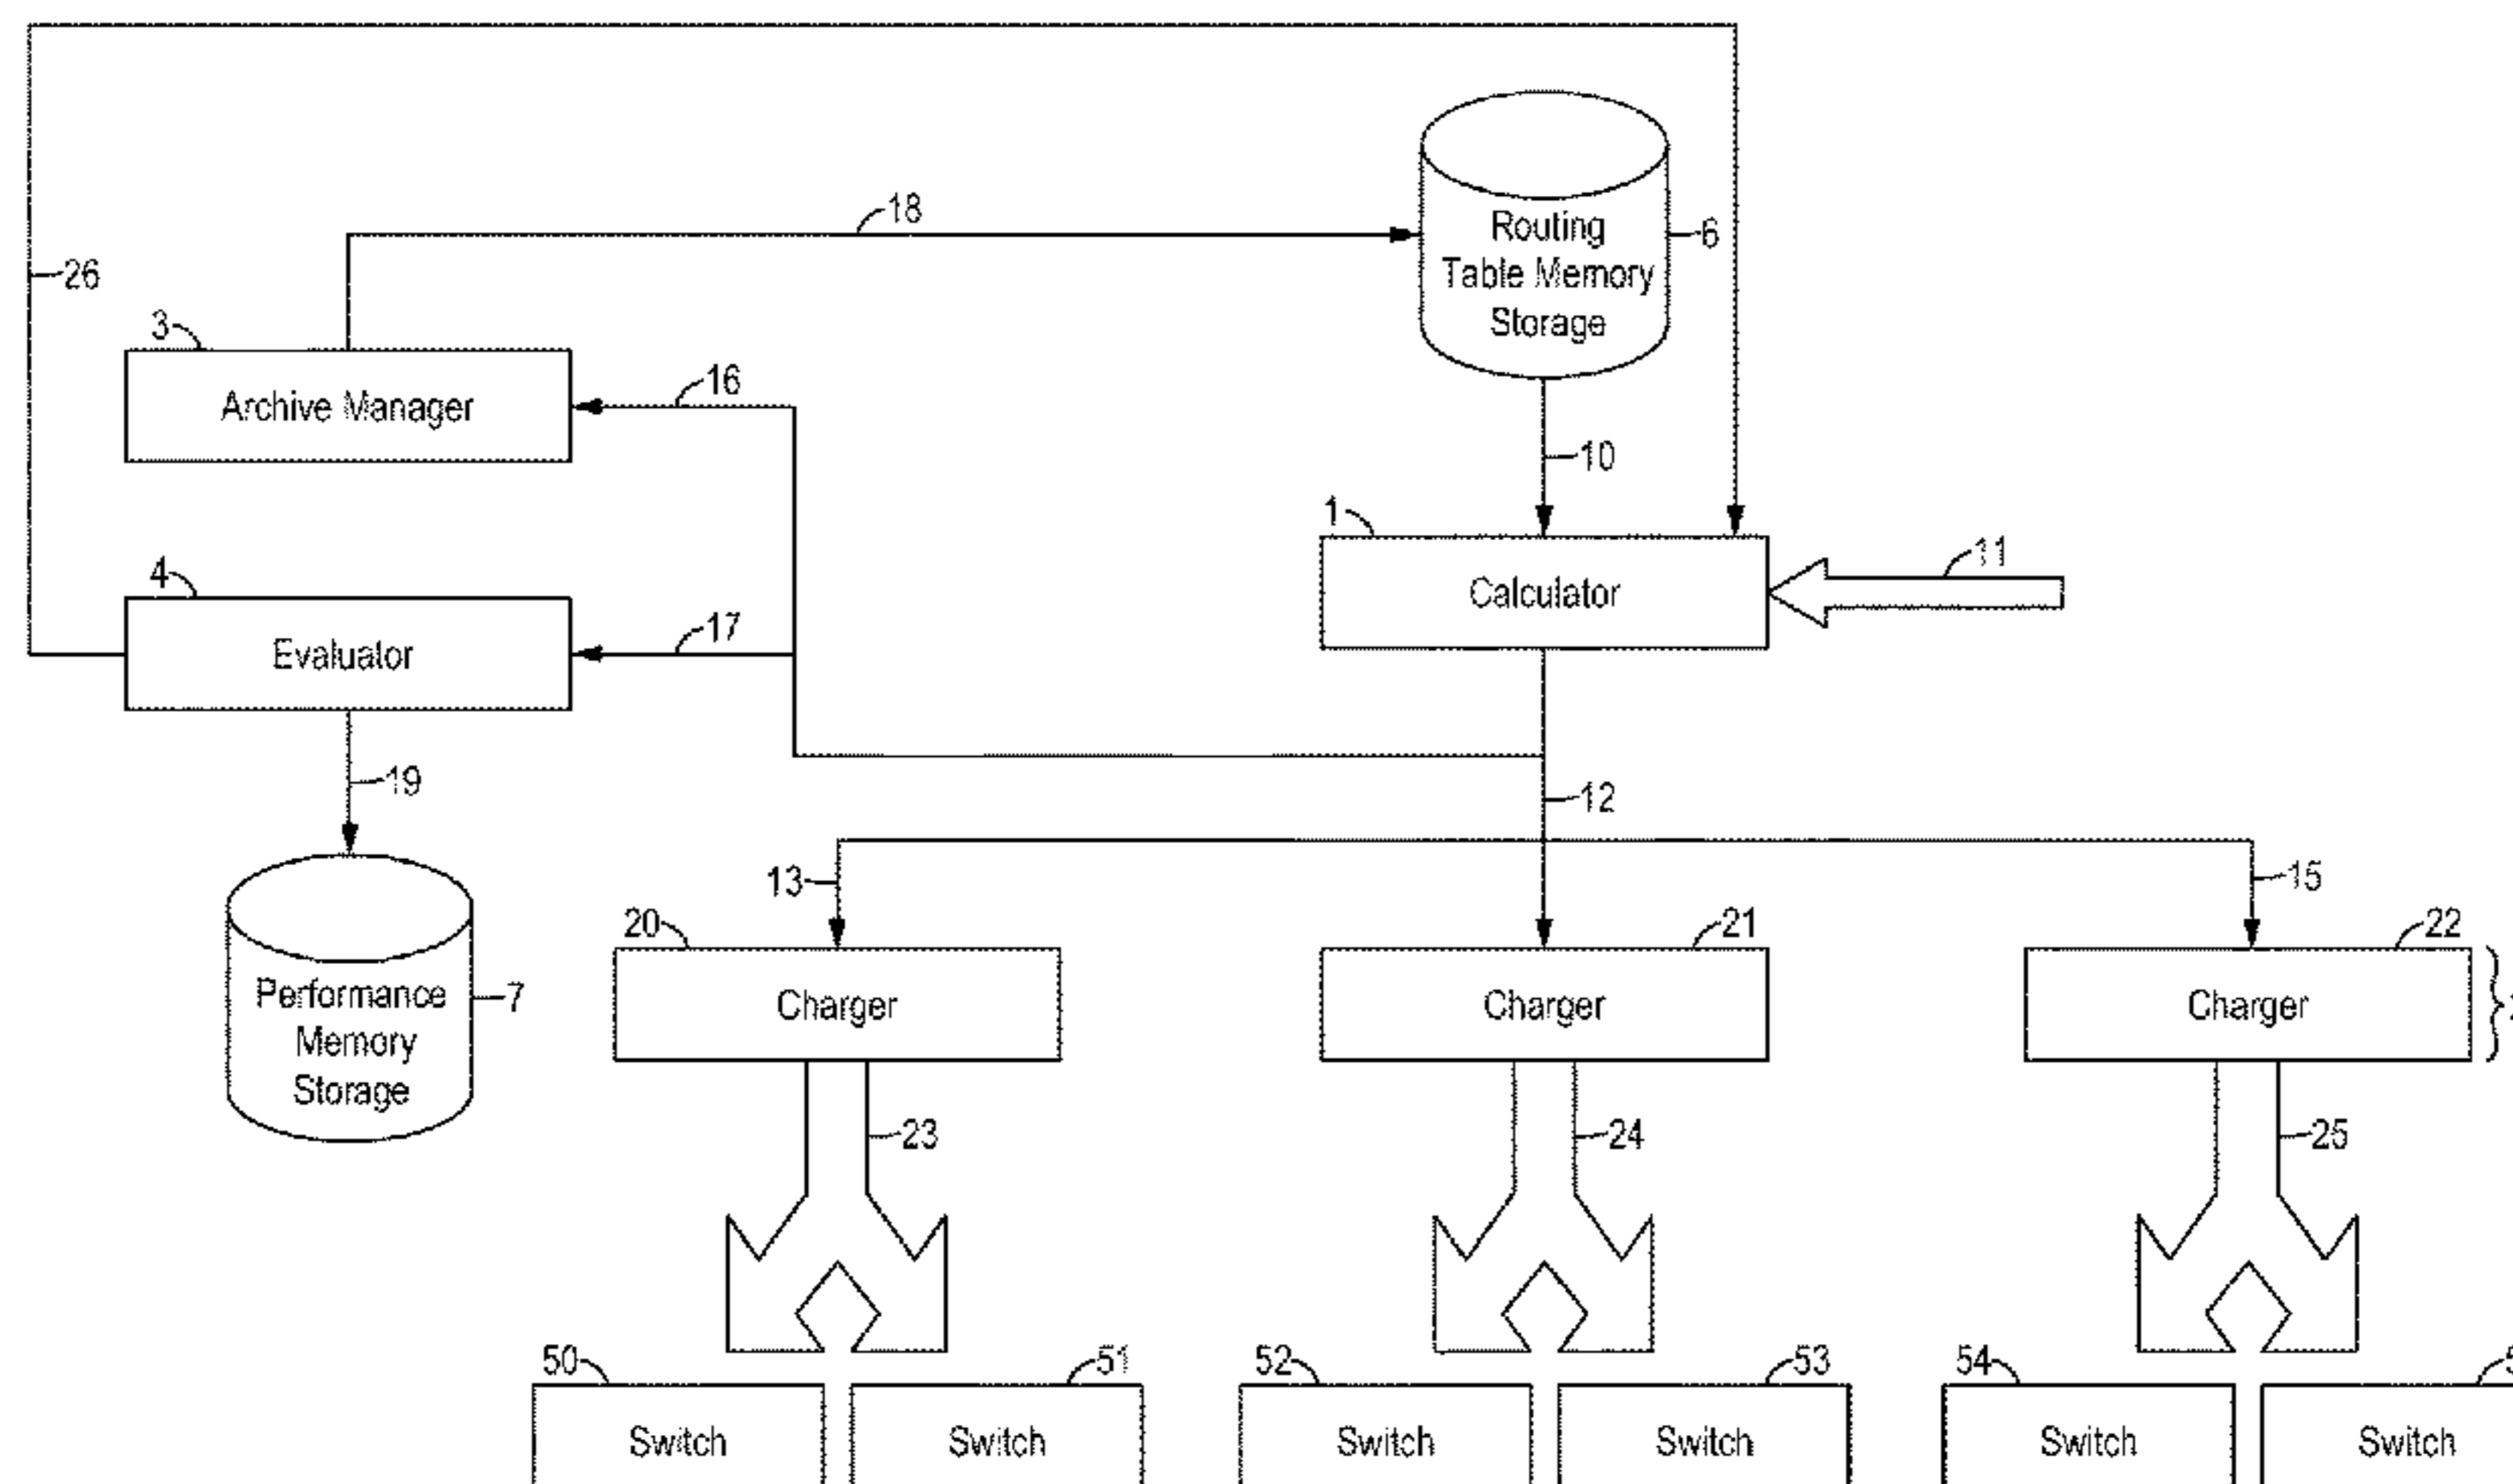 18
Routing
Table Memory
Storage
6
26
3
Archive Manager
16
10
1
Calculator
11
4
Evaluator
17
19
12
13
15
20
Charger
21
Charger
22
Charger
Performance
Memory
Storage
7
23
24
25
50
Switch
51
Switch
52
Switch
53
Switch
54
Switch
Switch